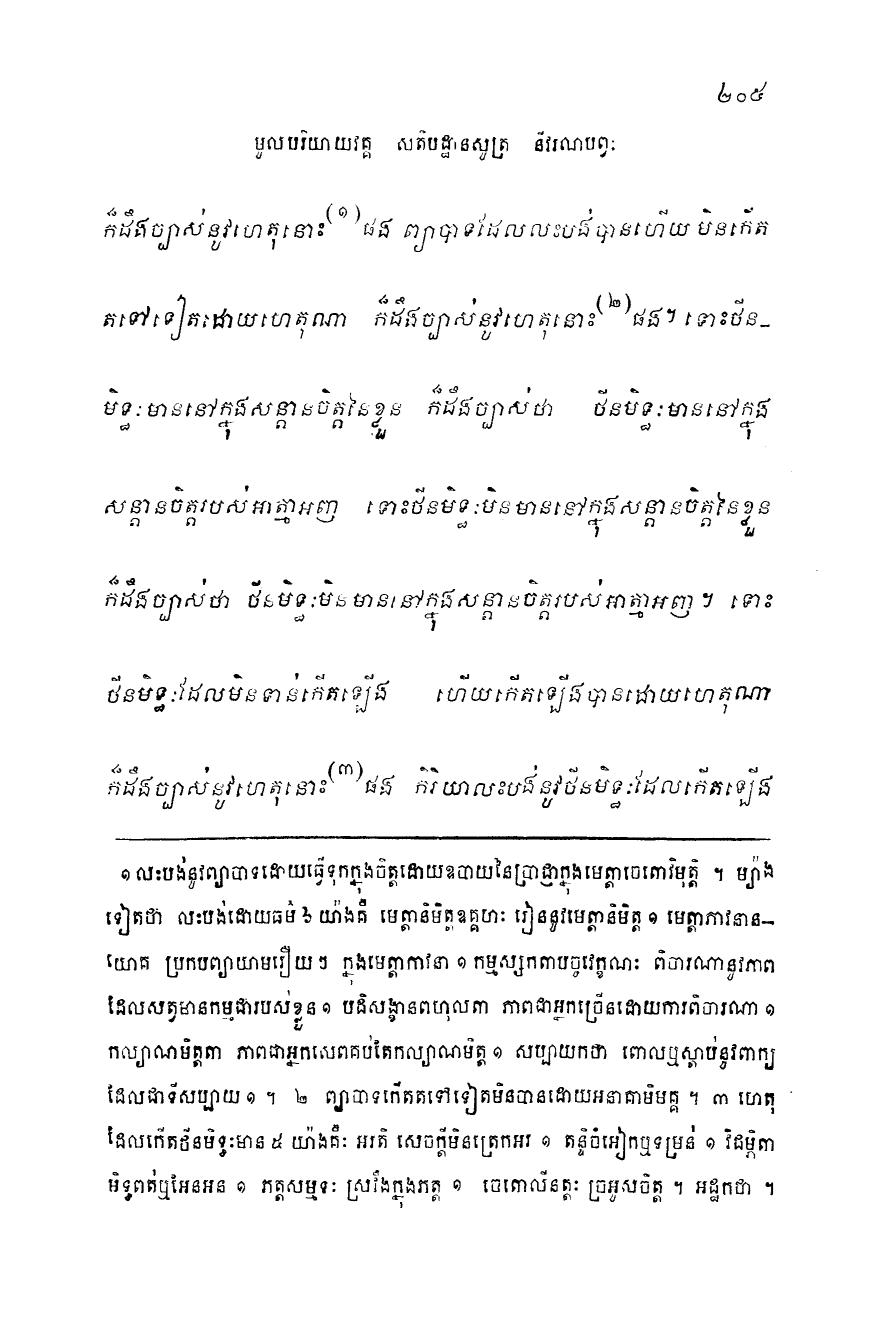 ២០៥
មូលបរិយាយវគ្គ សតិបដ្ឋានសូត្រ នីវរណបព្វៈ
ក៏ដឹងច្បាស់នូវហេតុនោះ(១)ផង ព្យាបាទដែលលះបង់បានហើយ មិនកើត
តទៅទៀតដោយហេតុណា ក៏ដឹងច្បាស់នូវហេតុនោះ(២)ផង។ ទោះថីន–
មិទ្ធៈមាននៅក្នុងសន្តានចិត្តនៃខ្លួន ក៏ដឹងច្បាស់ថា ថីនមិទ្ធៈមាននៅក្នុង
សន្តានចិត្តរបស់អាត្មាអញ ទោះថីនមិទ្ធៈមិនមាននៅក្នុងសន្តានចិត្តនៃខ្លួន
ក៏ដឹងច្បាស់ថា ថីនមិទ្ធៈមិនមាននៅក្នុងសន្តានចិត្តរបស់អាត្មាអញ។ ទោះ
ថីនមិទ្ធៈដែលមិនទាន់កើតឡើង ហើយកើតឡើងបានដោយហេតុណា
ក៏ដឹងច្បាស់នូវហេតុនោះ(៣)ផង កិរិយាលះបង់នូវថីនមិទ្ធៈដែលកើតឡើង
១ លះបង់នូវព្យាបាទដោយធ្វើទុកក្នុងចិត្តដោយឧបាយនៃប្រាជ្ញាក្នុងមេត្តាចេតោវិមុត្តិ ។ ម្យ៉ាង
ទៀតថា លះបង់ដោយធម៌ ៦ យ៉ាងគឺ មេត្តានិមិត្តឧគ្គហៈ រៀននូវមេត្តានិមិត្ត ១ មេត្តាភាវនានុ–
យោគ ប្រកបព្យាយាមរឿយៗ ក្នុងមេត្តាភាវនា ១ កម្មស្សកតាបច្ចវេក្ខណៈ ពិចារណានូវភាព
ដែលសត្វមានកម្មជារបស់ខ្លួន ១ បដិសង្ខានពហុលតា ភាពជាអ្នកច្រើនដោយការពិចារណា ១
កល្យាណមិត្តតា ភាពជាអ្នកសេពគប់តែកល្យាណមិត្ត ១ សប្បាយកថា ពោលឬស្តាប់នូវពាក្យ
ដែលជាទីសប្បាយ ១ ។ ២ ព្យាបាទកើតតទៅទៀតមិនបានដោយអនាគាមិមគ្គ ។ ៣ ហេតុ
ដែលកើតថីនមិទ្ធៈមាន ៥ យ៉ាងគឺៈ អរតិ សេចក្តីមិនត្រេកអរ ១ តន្ទិចំអៀកឬទម្រន់ ១ វិជម្ភិតា
មិទ្ធពត់ឬអែនអន ១ ភត្តសម្មទៈ ស្រវឹងក្នុងភត្ត ១ ចេតោលីនត្តៈ ច្រអូសចិត្ត ។ អដ្ឋកថា ។